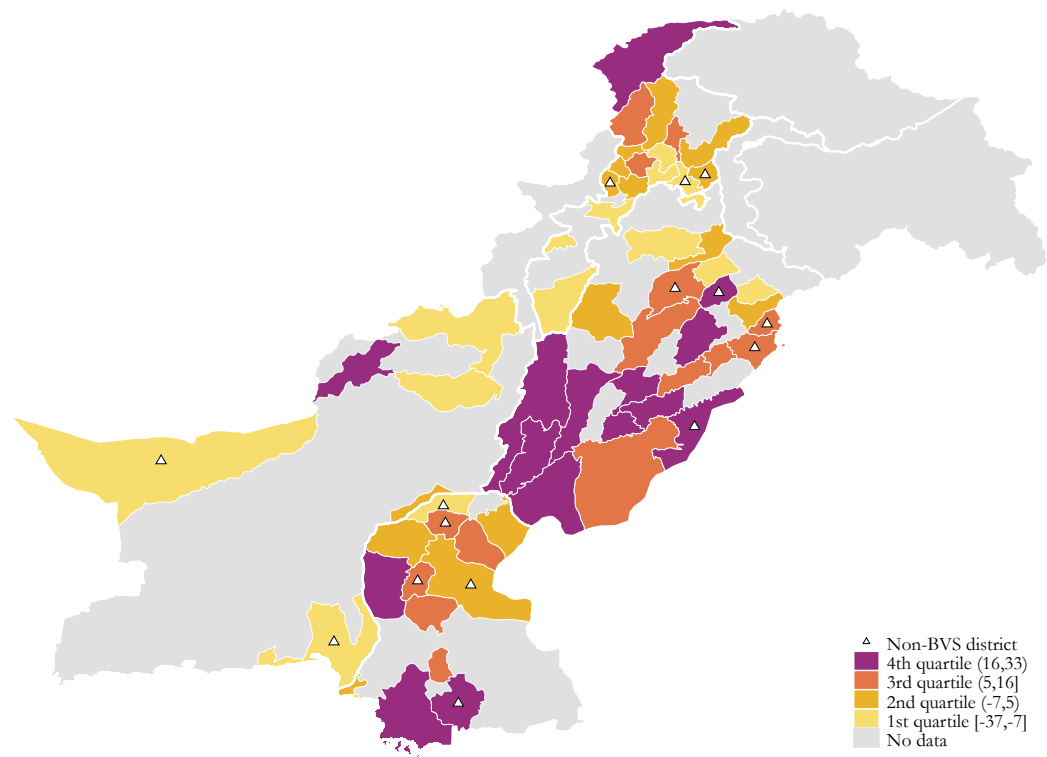 Non-BVS district
4th quartile (16,33)
3rd quartile (5,16]
2nd quartile (-7,5)
1st quartile [-37,-7]
No data